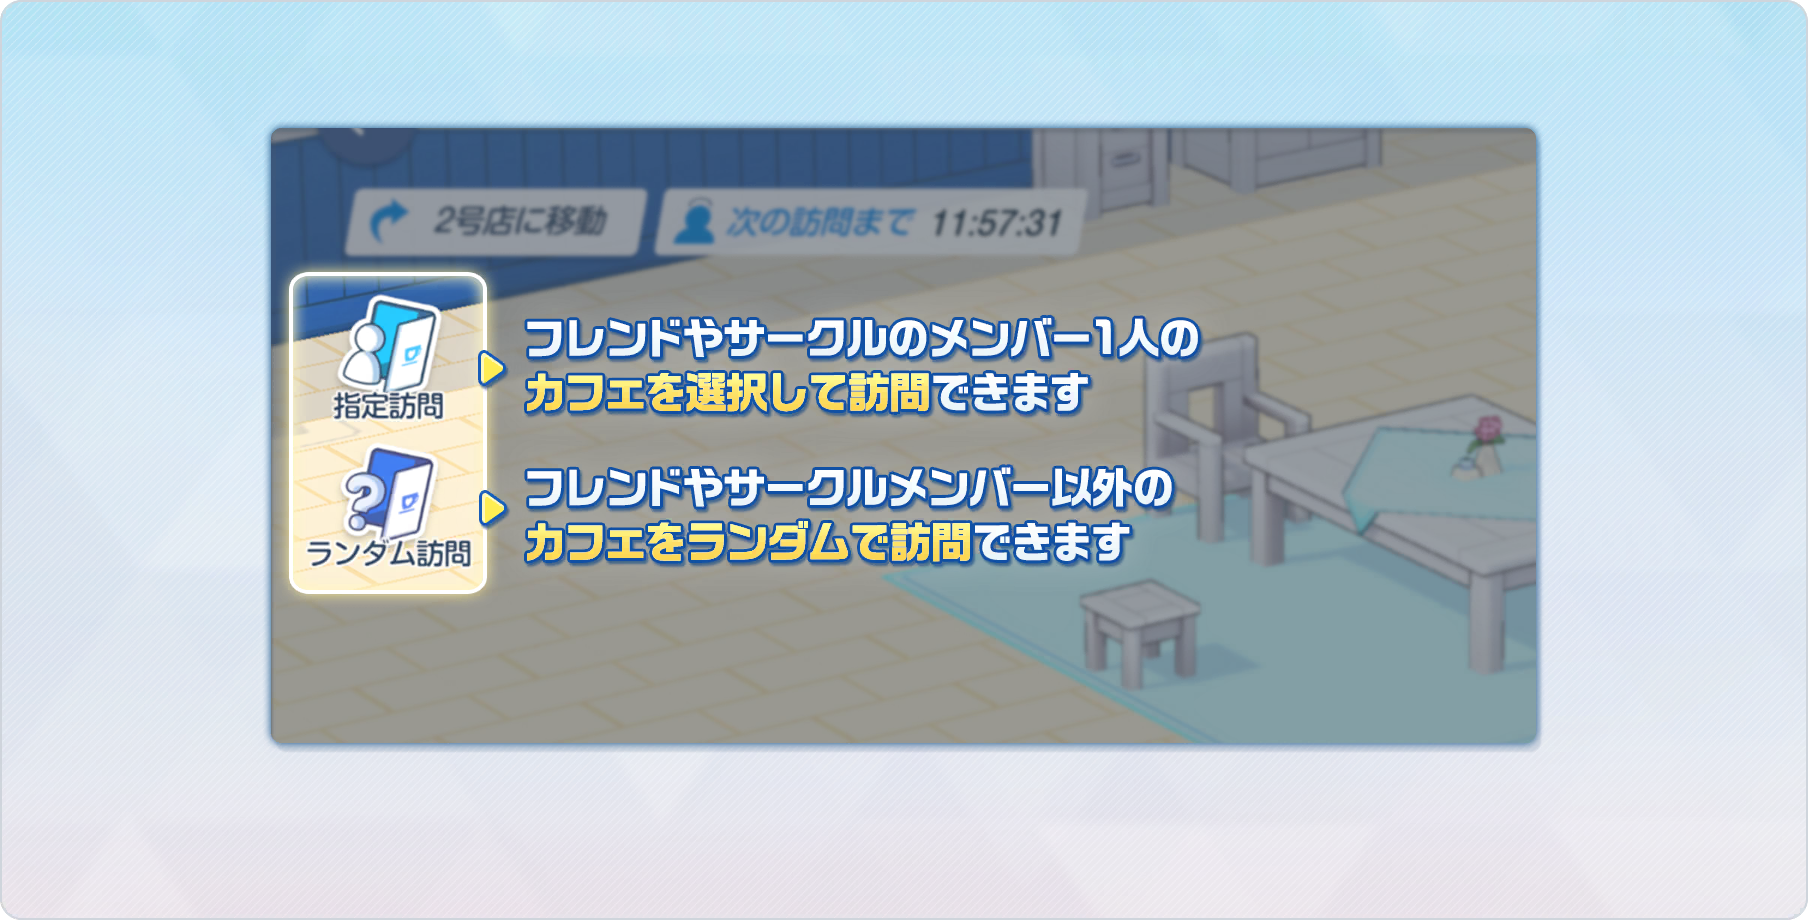 2号店に移動
次の訪問まで 11:57:31
指定訪問
フレンドやサークルのメンバー1人の
カフェを選択して訪問できます
ランダム訪問
フレンドやサークルメンバー以外の
カフェをランダムで訪問できます